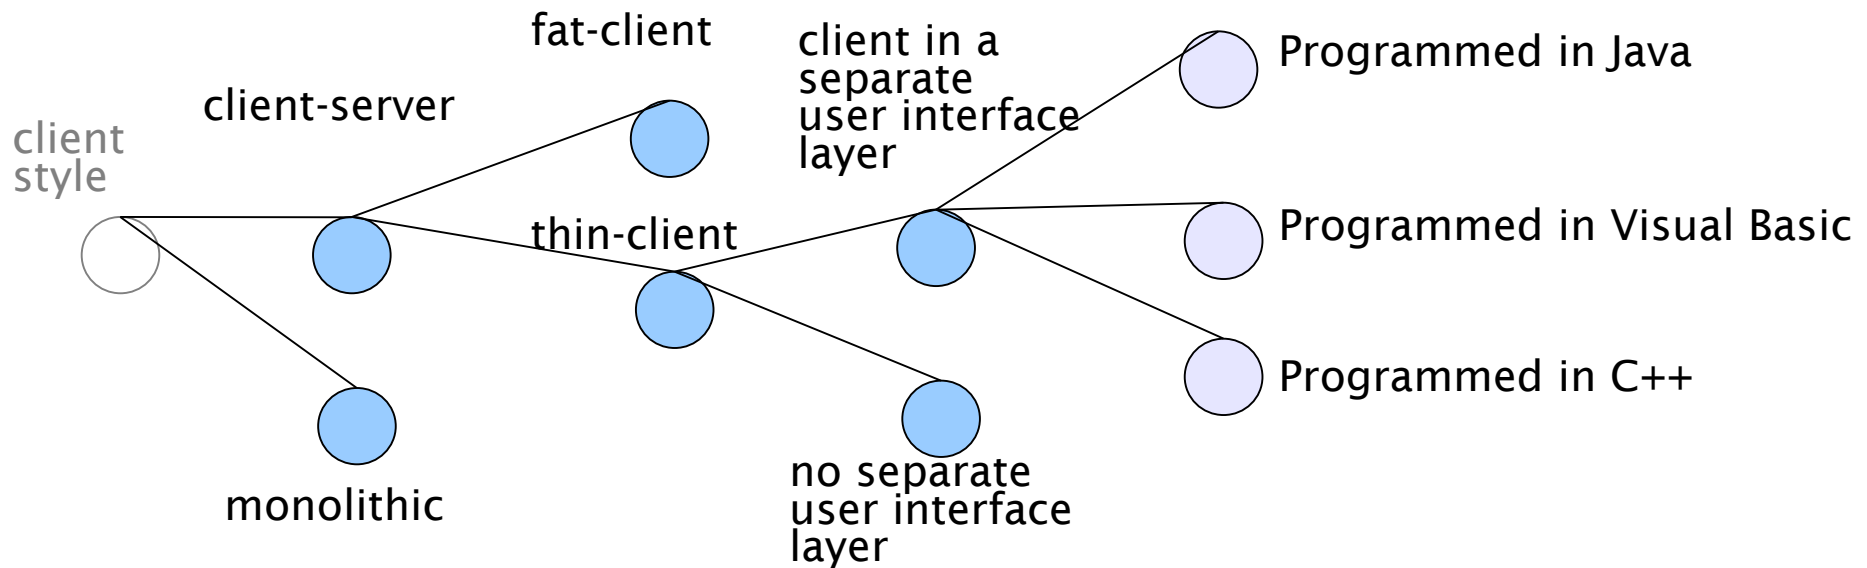 client
style
client-server
monolithic
fat-client
thin-client
client in a
separate
user interface
layer
no separate
user interface
layer
Programmed in Java
Programmed in Visual Basic
Programmed in C++